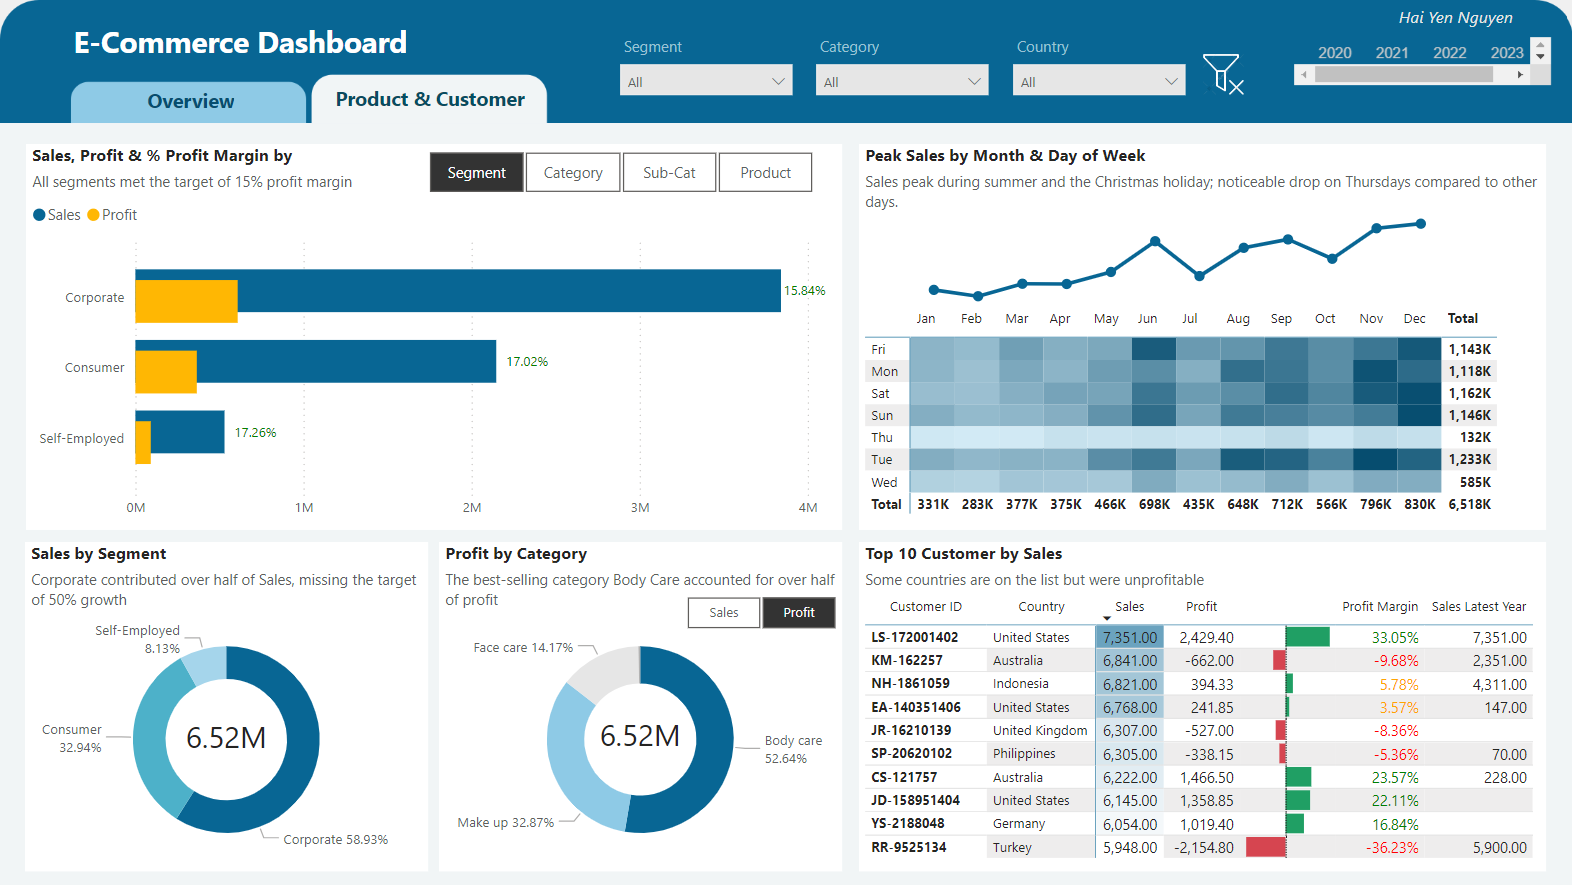 Hai Yen Nguyen
E-Commerce Dashboard
Segment Category Country
All All All
2020 2021 2022 2023
Overview
Product & Customer
Sales, Profit & % Profit Margin by
All segments met the target of 15% profit margin
Segment Category Sub-Cat Product
Sales Profit
Corporate 15.84%
Consumer 17.02%
Self-Employed 17.26%
0M 1M 2M 3M 4M
Peak Sales by Month & Day of Week
Sales peak during summer and the Christmas holiday; noticeable drop on Thursdays compared to other
days.
Jan Feb Mar Apr May Jun Jul Aug Sep Oct Nov Dec Total
Fri 1,143K
Mon 1,118K
Sat 1,162K
Sun 1,146K
Thu 132K
Tue 1,233K
Wed 585K
Total 331K 283K 377K 375K 466K 698K 435K 648K 712K 566K 796K 830K 6,518K
Sales by Segment
Corporate contributed over half of Sales, missing the target
of 50% growth
Self-Employed
8.13%
Consumer
32.94%
6.52M
Corporate 58.93%
Profit by Category
The best-selling category Body Care accounted for over half
of profit
Sales Profit
Face care 14.17%
6.52M
Body care
52.64%
Make up 32.87%
Top 10 Customer by Sales
Some countries are on the list but were unprofitable
Customer ID Country Sales Profit Profit Margin Sales Latest Year
LS-172001402 United States 7,351.00 2,429.40 33.05% 7,351.00
KM-162257 Australia 6,841.00 -662.00 -9.68% 2,351.00
NH-1861059 Indonesia 6,821.00 394.33 5.78% 4,311.00
EA-140351406 United States 6,768.00 241.85 3.57% 147.00
JR-16210139 United Kingdom 6,307.00 -527.00 -8.36%
SP-20620102 Philippines 6,305.00 -338.15 -5.36% 70.00
CS-121757 Australia 6,222.00 1,466.50 23.57% 228.00
JD-158951404 United States 6,145.00 1,358.85 22.11%
YS-2188048 Germany 6,054.00 1,019.40 16.84%
RR-9525134 Turkey 5,948.00 -2,154.80 -36.23% 5,900.00